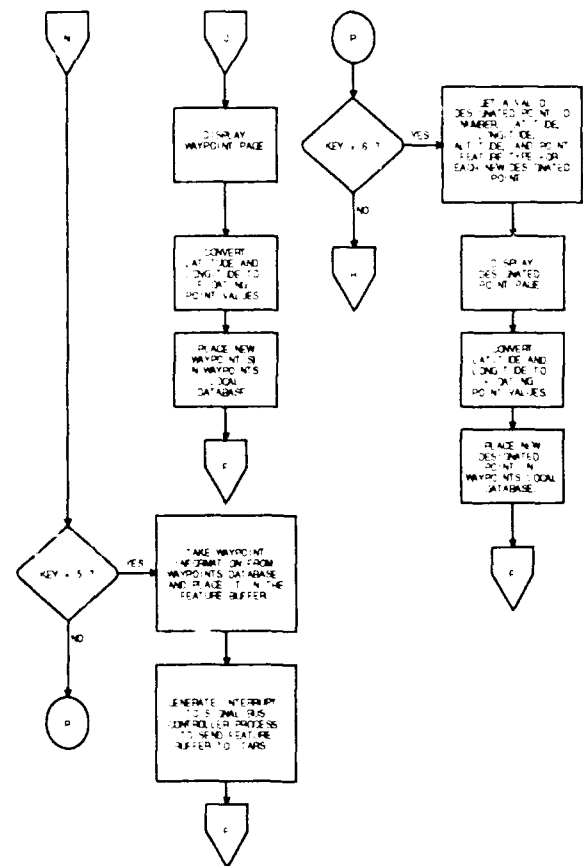 N
DISPLAY
WAYPOINT PAGE
CONVERT
LATITUDE AND
LONGITUDE TO
FLOATING
POINT VALUES
PLACE NEW
WAYPOINT(S)
IN WAYPOINTS
LOCAL
DATABASE
KEY = 5 ?
YES
NO
P
TAKE WAYPOINT
INFORMATION FROM
WAYPOINTS DATABASE
AND PLACE IT IN THE
FEATURE BUFFER
GENERATE INTERRUPT
TO SIGNAL BUS
CONTROLLER PROCESS
TO SEND FEATURE
BUFFER TO
P
KEY = 6 ?
YES
NO
GET A VALID
DESIGNATED POINT ID
NUMBER, LATITUDE,
LONGITUDE,
ALTITUDE, AND POINT
FEATURE TYPE FOR
EACH NEW DESIGNATED
POINT
DISPLAY
DESIGNATED
POINT PAGE
CONVERT
LATITUDE AND
LONGITUDE TO
FLOATING
POINT VALUES
PLACE NEW
DESIGNATED
POINT IN
WAYPOINTS LOCAL
DATABASE